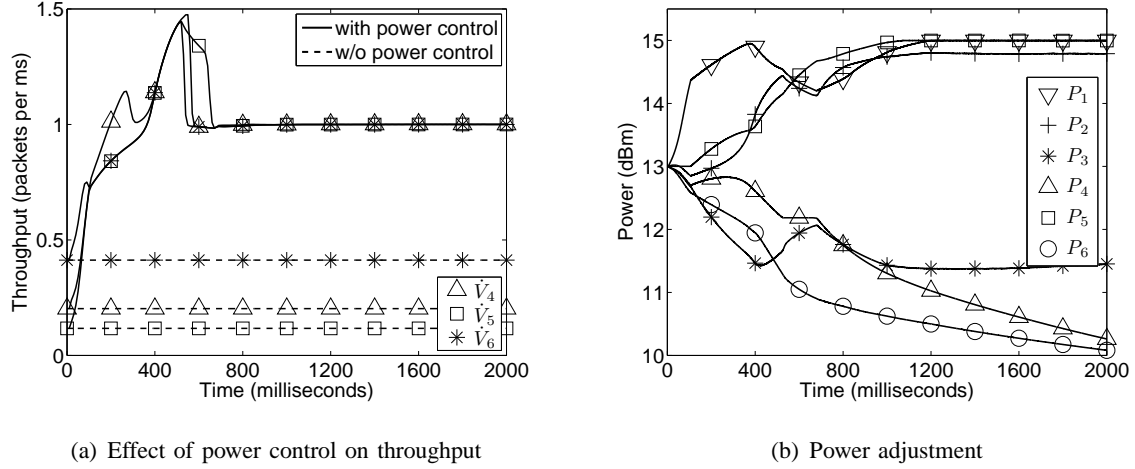 1.5
1
0.5
0
Throughput (packets per ms)
with power control
w/o power control
V̇4
V̇5
V̇6
0 400 800 1200 1600 2000
Time (milliseconds)
(a) Effect of power control on throughput
15
14
13
12
11
10
Power (dBm)
P1
P2
P3
P4
P5
P6
0 400 800 1200 1600 2000
Time (milliseconds)
(b) Power adjustment